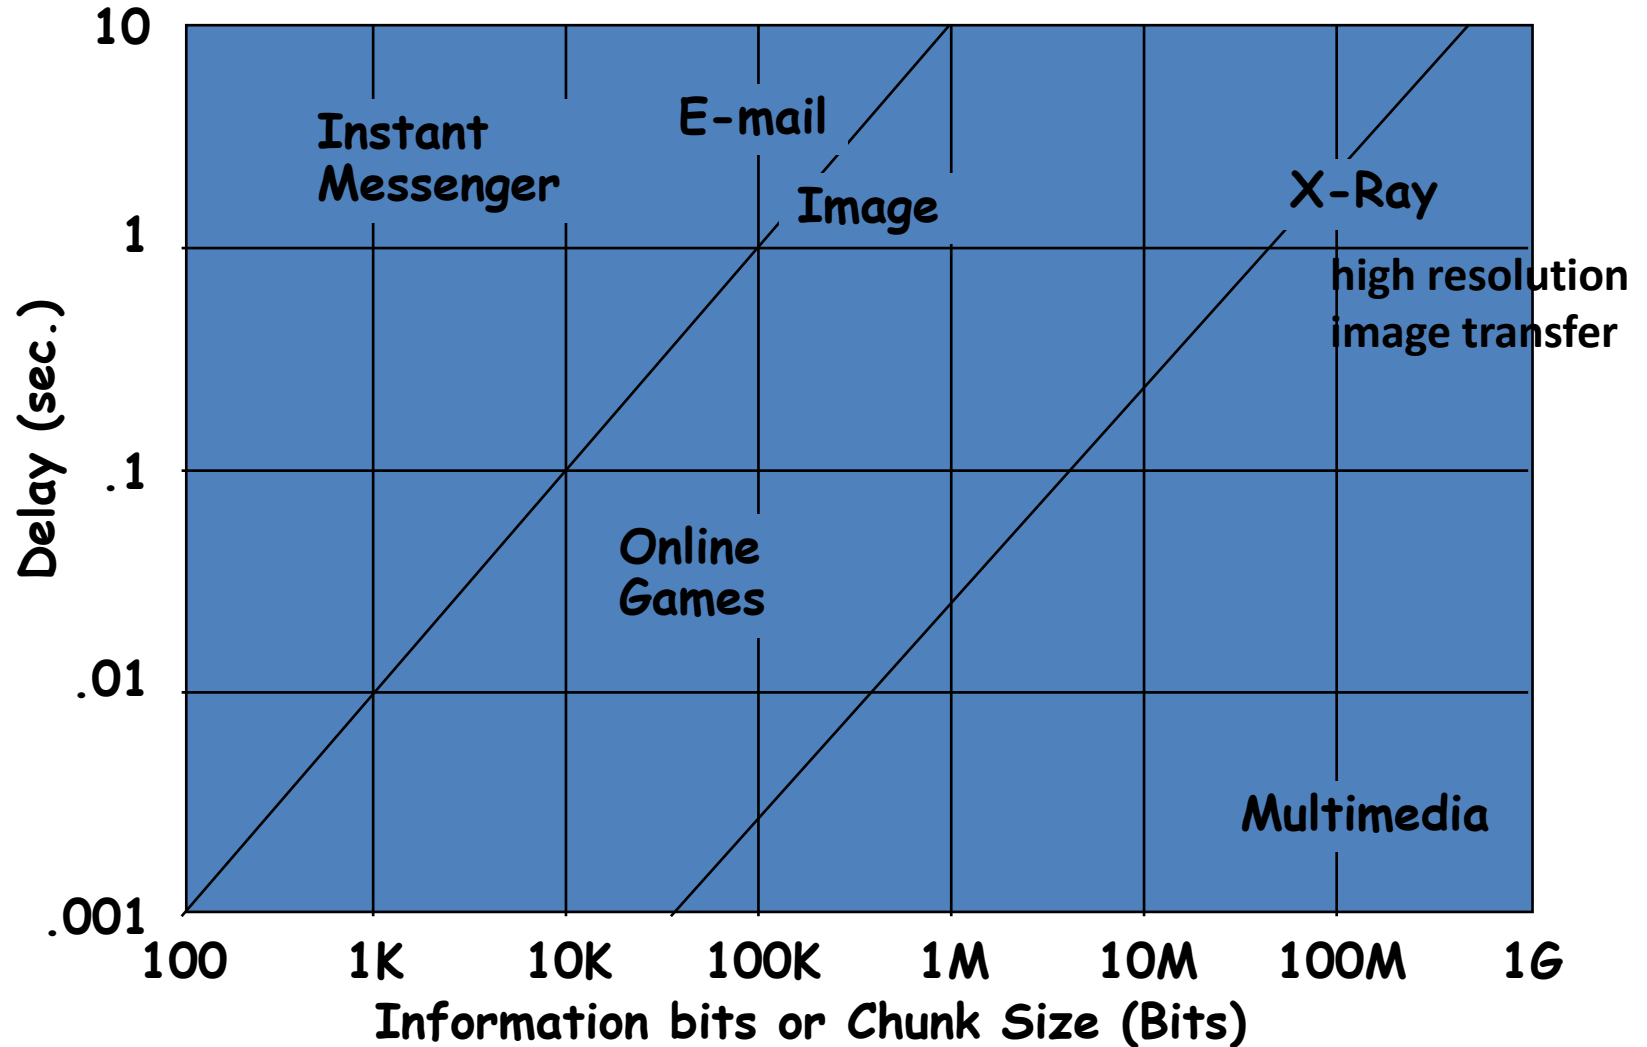 10
E-mail
Instant
Messenger
X-Ray
Image
1
high resolution
image transfer
Delay (sec.)
.1
Online
Games
.01
Multimedia
.001
100 1K 10K 100K 1M 10M 100M 1G
Information bits or Chunk Size (Bits)